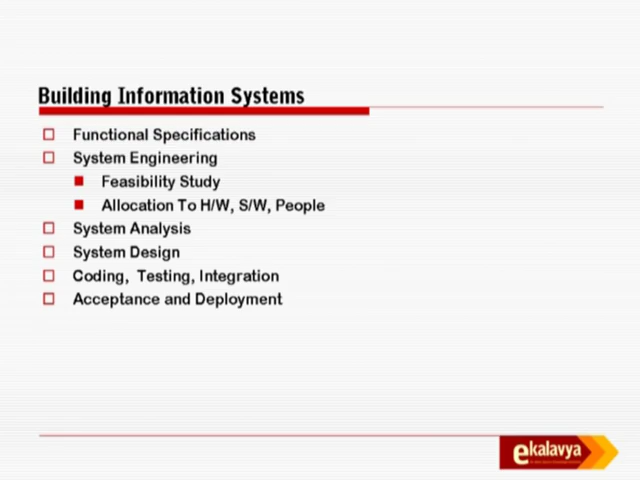 Building Information Systems
Functional Specifications
System Engineering
Feasibility Study
Allocation To H/W, S/W, People
System Analysis
System Design
Coding, Testing, Integration
Acceptance and Deployment
ekalavya